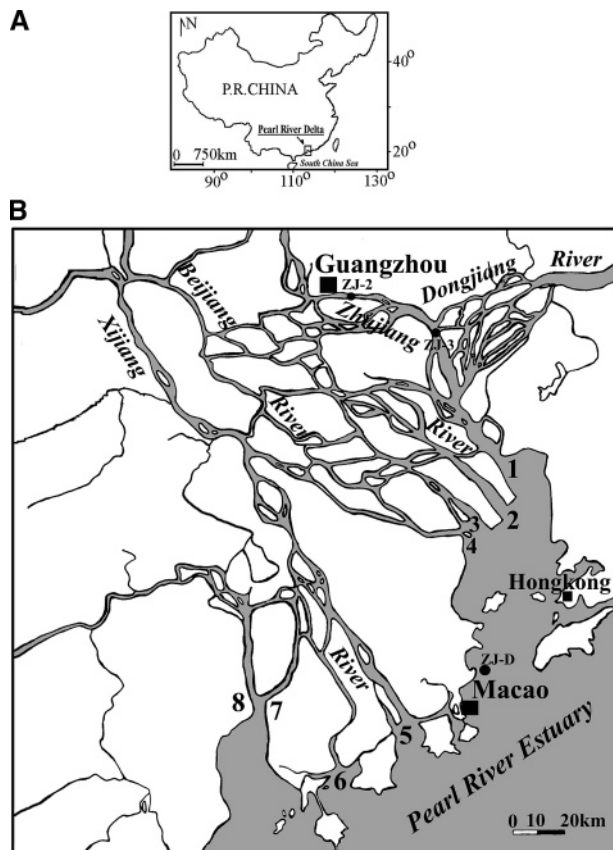 A
N
P.R.CHINA
Pearl River Delta
0 750km
South China Sea
40°
20°
90° 110° 130°
B
Guangzhou
ZJ-2
Beijiang
Dongjiang
River
Zhujiang
ZJ-3
Xijiang
River
River
1
2
3
4
Hongkong
ZJ-D
Macao
River
8
7
5
6
Pearl River Estuary
0 10 20km